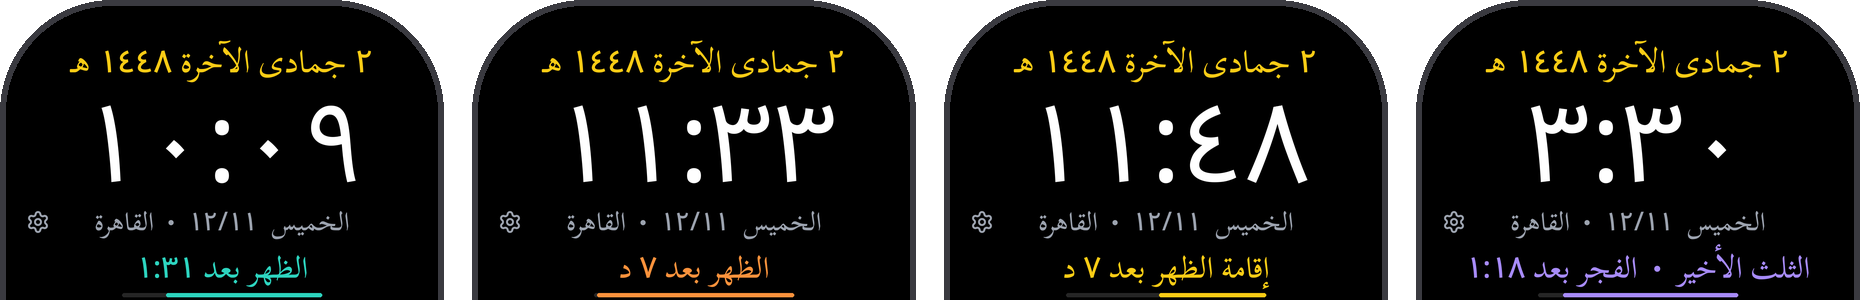 ٢ جمادى الآخرة ١٤٤٨ هـ
١٠:٠٩
الخميس ١٢/١١ • القاهرة
الظهر بعد ١:٣١
٢ جمادى الآخرة ١٤٤٨ هـ
١١:٣٣
الخميس ١٢/١١ • القاهرة
الظهر بعد ٧ د
٢ جمادى الآخرة ١٤٤٨ هـ
١١:٤٨
الخميس ١٢/١١ • القاهرة
إقامة الظهر بعد ٧ د
٢ جمادى الآخرة ١٤٤٨ هـ
٣:٣٠
الخميس ١٢/١١ • القاهرة
الثلث الأخير • الفجر بعد ١:١٨